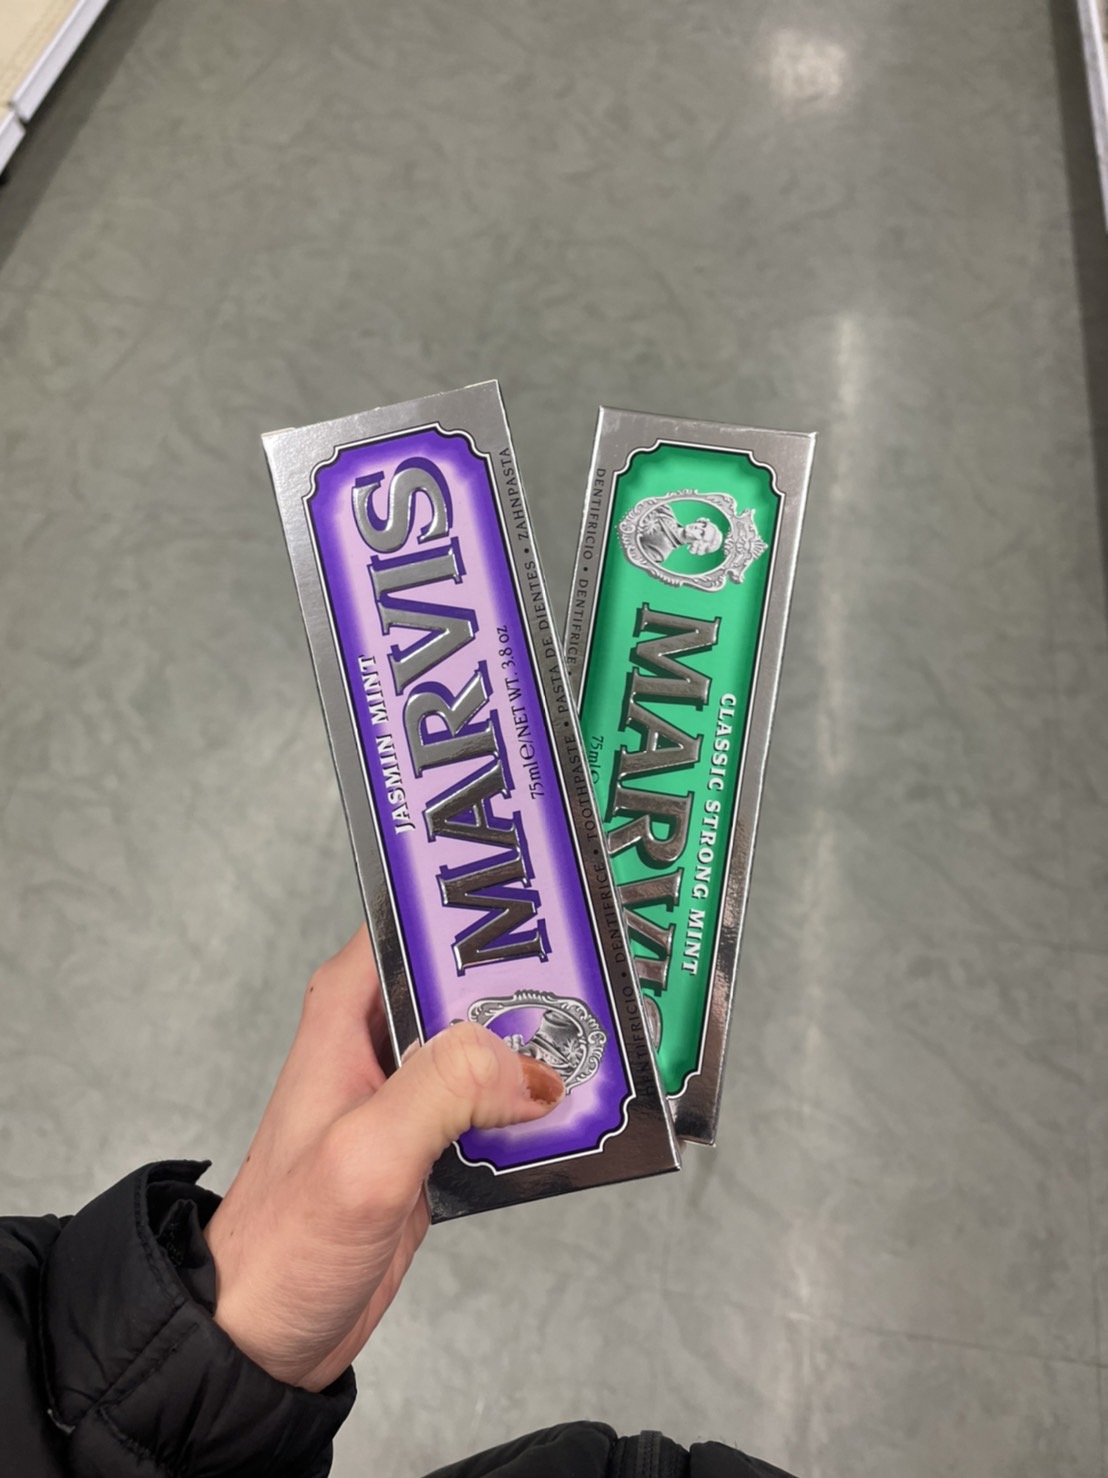 JASMIN MINT
MARVIS
75ml e/NET WT. 3.8 oz
DENTIFRICIO • DENTIFRICE • TOOTHPASTE • PASTA DE DIENTES • ZAHNPASTA
CLASSIC STRONG MINT
MARVIS
75ml e
DENTIFRICIO • DENTIFRICE •